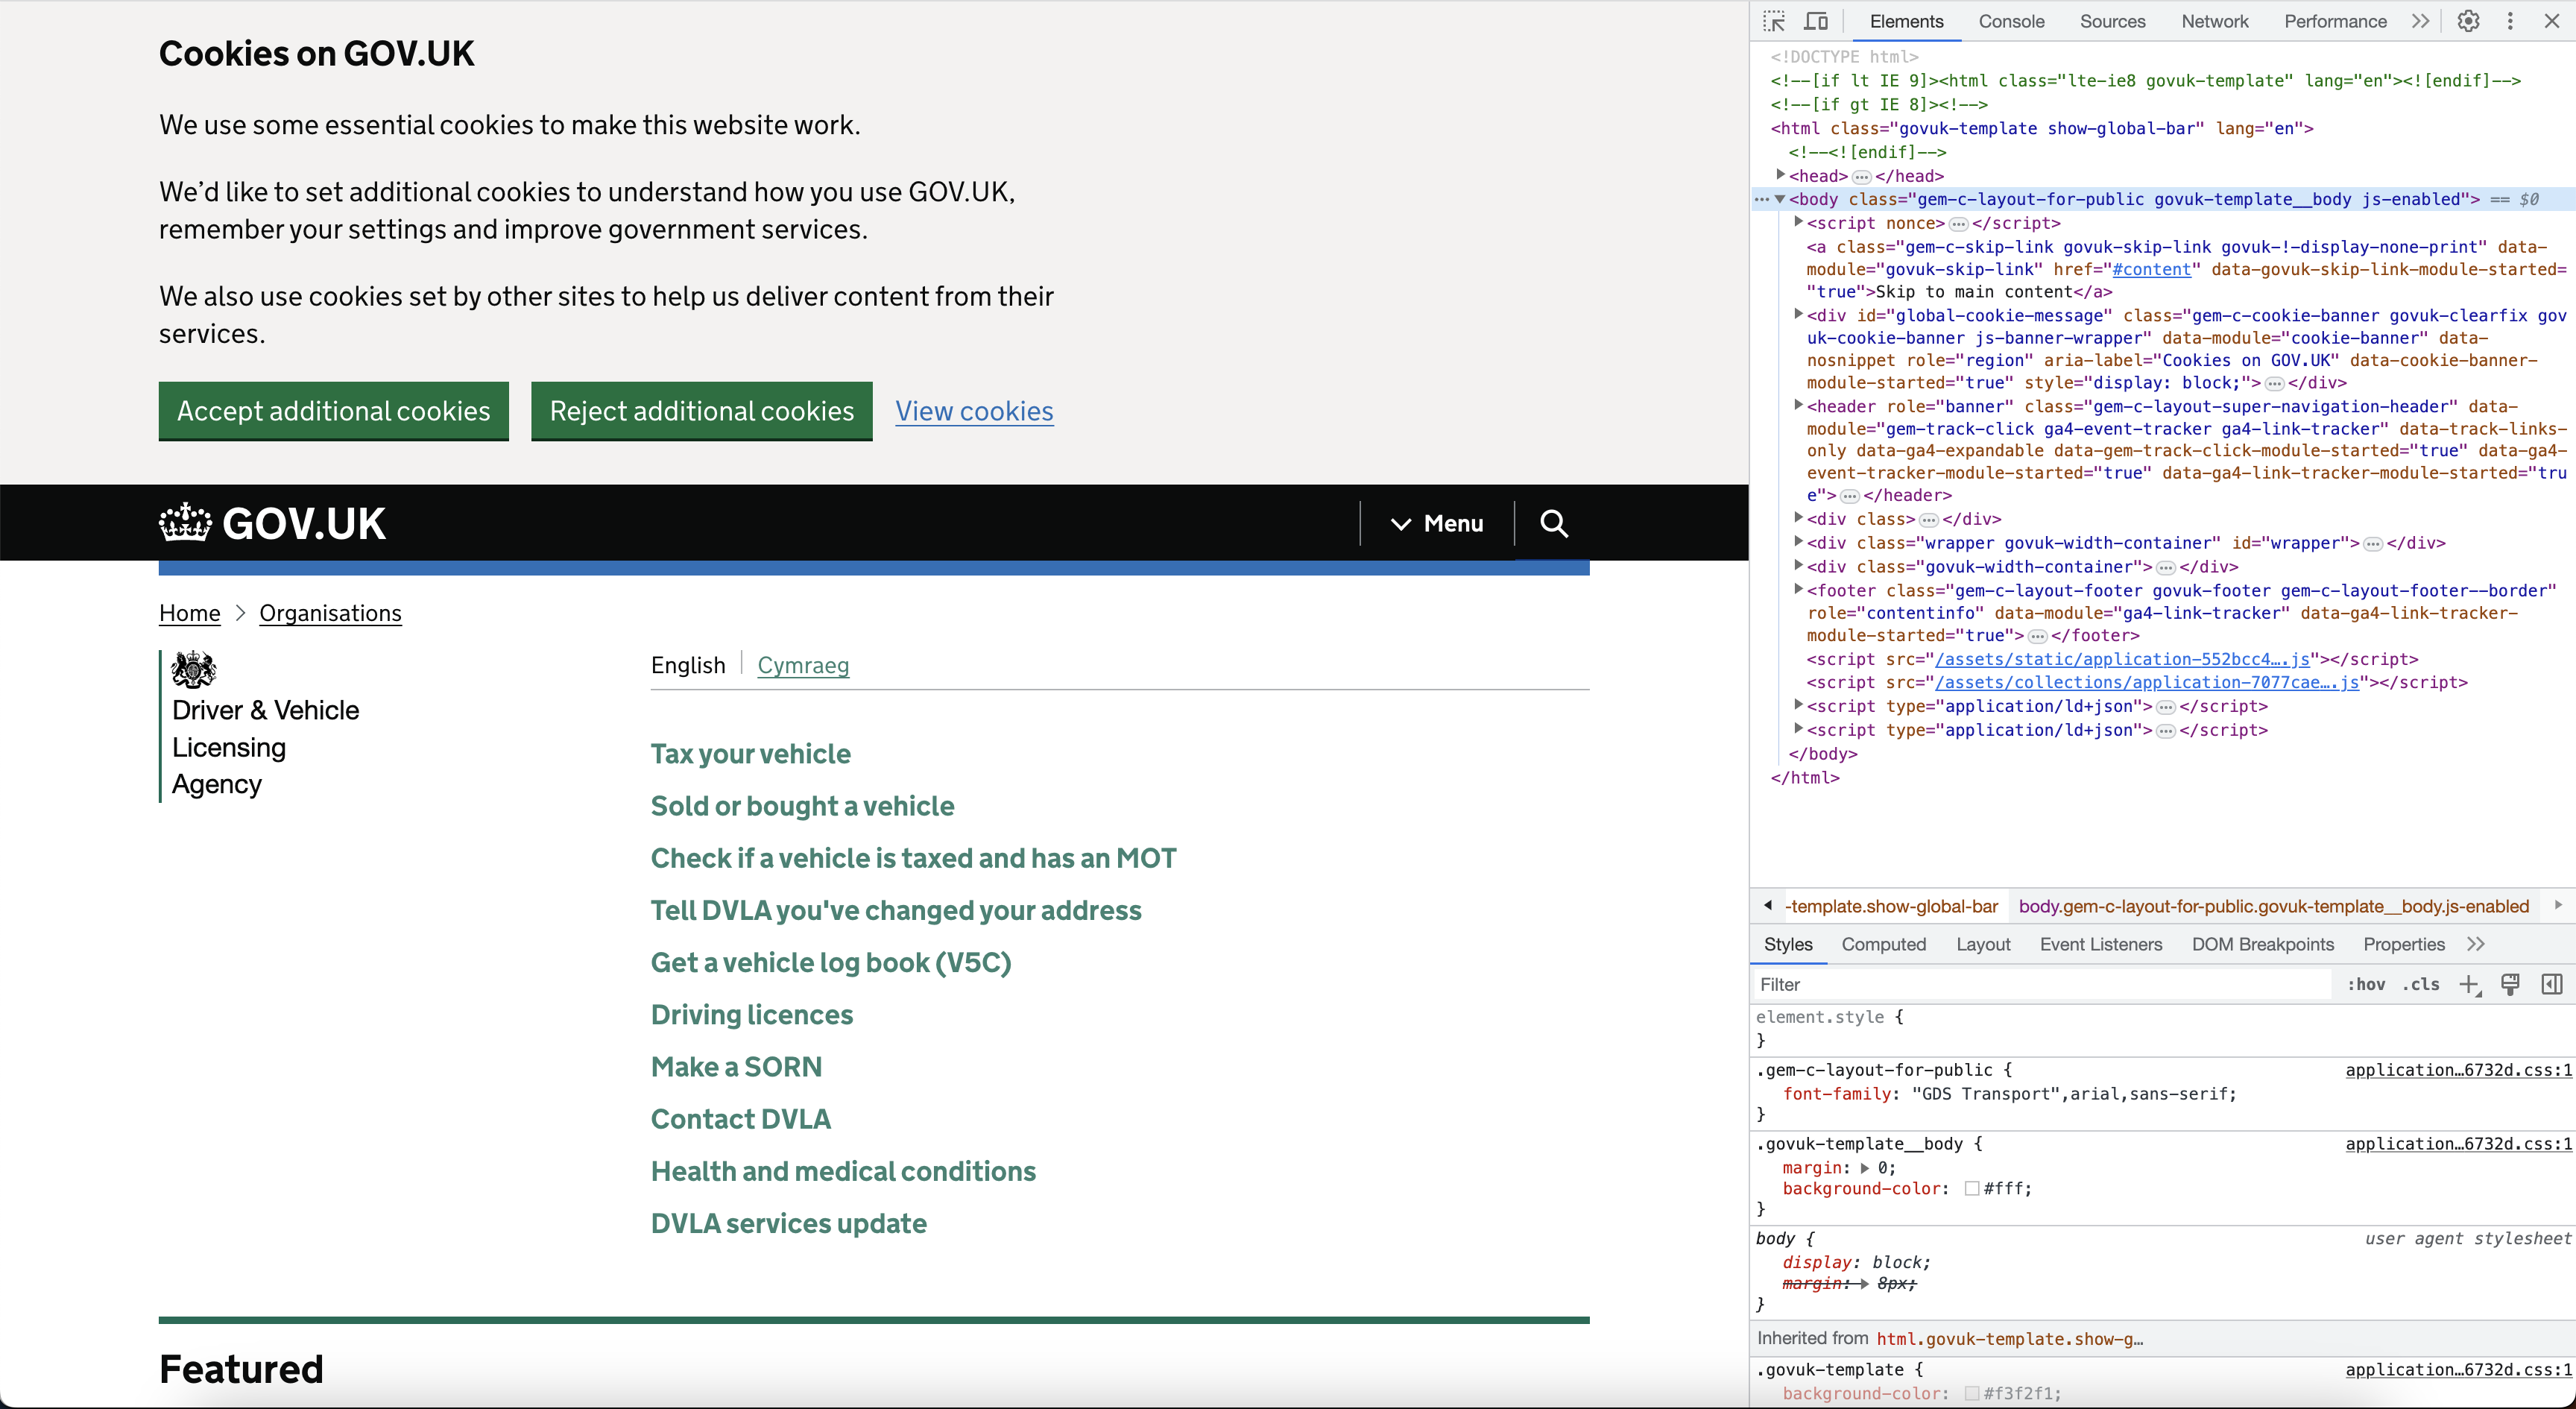 Cookies on GOV.UK
We use some essential cookies to make this website work.
We’d like to set additional cookies to understand how you use GOV.UK,
remember your settings and improve government services.
We also use cookies set by other sites to help us deliver content from their
services.
Accept additional cookies
Reject additional cookies
View cookies
GOV.UK
Menu
Home
Organisations
Driver & Vehicle
Licensing
Agency
English
Cymraeg
Tax your vehicle
Sold or bought a vehicle
Check if a vehicle is taxed and has an MOT
Tell DVLA you've changed your address
Get a vehicle log book (V5C)
Driving licences
Make a SORN
Contact DVLA
Health and medical conditions
DVLA services update
Featured
Elements Console Sources Network Performance
<!DOCTYPE html>
<!--[if lt IE 9]><html class="lte-ie8 govuk-template" lang="en"><![endif]-->
<!--[if gt IE 8]><!-->
<html class="govuk-template show-global-bar" lang="en">
<!--<![endif]-->
<head>…</head>
<body class="gem-c-layout-for-public govuk-template__body js-enabled"> == $0
<script nonce>…</script>
<a class="gem-c-skip-link govuk-skip-link govuk-!-display-none-print" data-
module="govuk-skip-link" href="#content" data-govuk-skip-link-module-started=
"true">Skip to main content</a>
<div id="global-cookie-message" class="gem-c-cookie-banner govuk-clearfix gov
uk-cookie-banner js-banner-wrapper" data-module="cookie-banner" data-
nosnippet role="region" aria-label="Cookies on GOV.UK" data-cookie-banner-
module-started="true" style="display: block;">…</div>
<header role="banner" class="gem-c-layout-super-navigation-header" data-
module="gem-track-click ga4-event-tracker ga4-link-tracker" data-track-links-
only data-ga4-expandable data-gem-track-click-module-started="true" data-ga4-
event-tracker-module-started="true" data-ga4-link-tracker-module-started="tru
e">…</header>
<div class>…</div>
<div class="wrapper govuk-width-container" id="wrapper">…</div>
<div class="govuk-width-container">…</div>
<footer class="gem-c-layout-footer govuk-footer gem-c-layout-footer--border"
role="contentinfo" data-module="ga4-link-tracker" data-ga4-link-tracker-
module-started="true">…</footer>
<script src="/assets/static/application-552bcc4….js"></script>
<script src="/assets/collections/application-7077cae….js"></script>
<script type="application/ld+json">…</script>
<script type="application/ld+json">…</script>
</body>
</html>
-template.show-global-bar body.gem-c-layout-for-public.govuk-template__body.js-enabled
Styles Computed Layout Event Listeners DOM Breakpoints Properties
Filter :hov .cls
element.style {
}
.gem-c-layout-for-public { application…6732d.css:1
font-family: "GDS Transport",arial,sans-serif;
}
.govuk-template__body { application…6732d.css:1
margin: 0;
background-color: #fff;
}
body { user agent stylesheet
display: block;
margin: 8px;
}
Inherited from html.govuk-template.show-g…
.govuk-template { application…6732d.css:1
background-color: #f3f2f1;